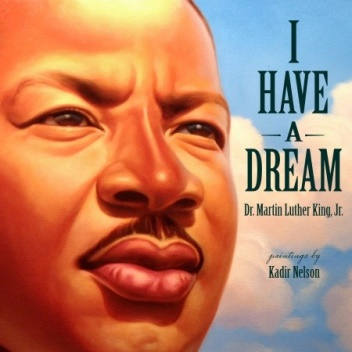 I
HAVE
A
DREAM
Dr. Martin Luther King, Jr.
paintings by
Kadir Nelson